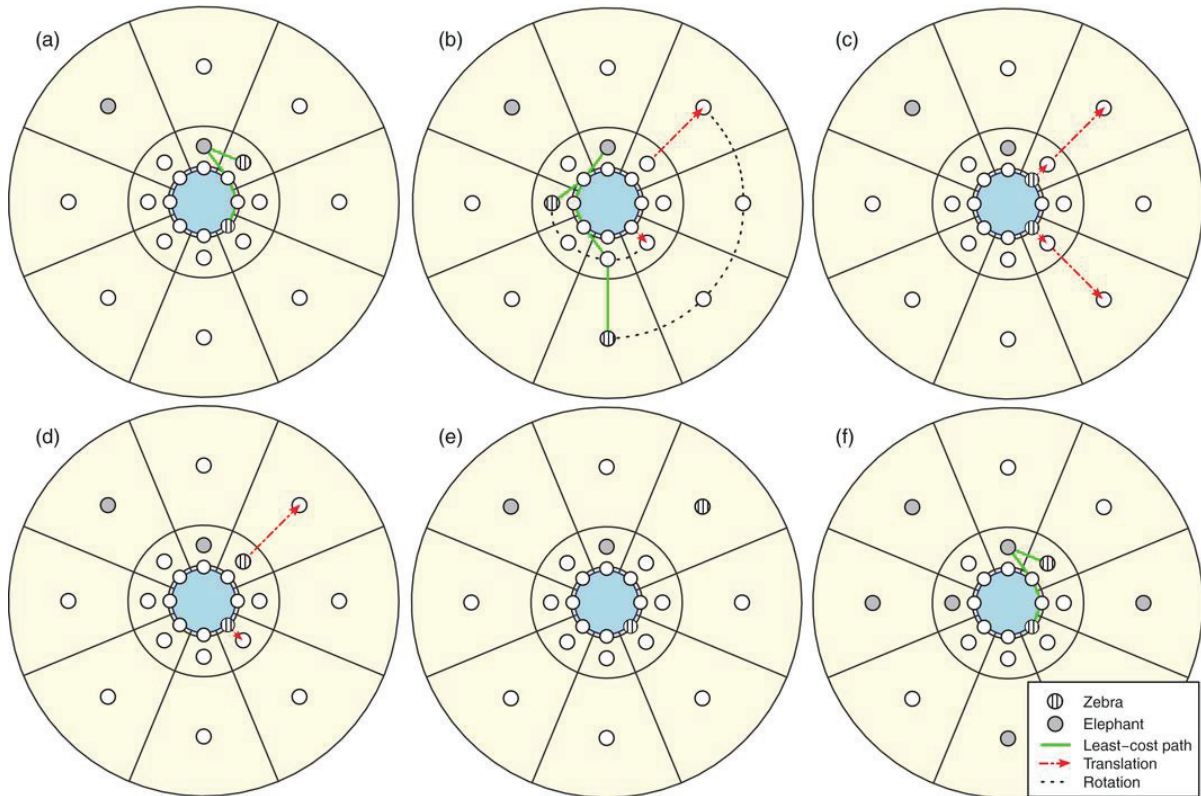 (a)
(b)
(c)
(d)
(e)
(f)
Zebra
Elephant
Least−cost path
Translation
Rotation